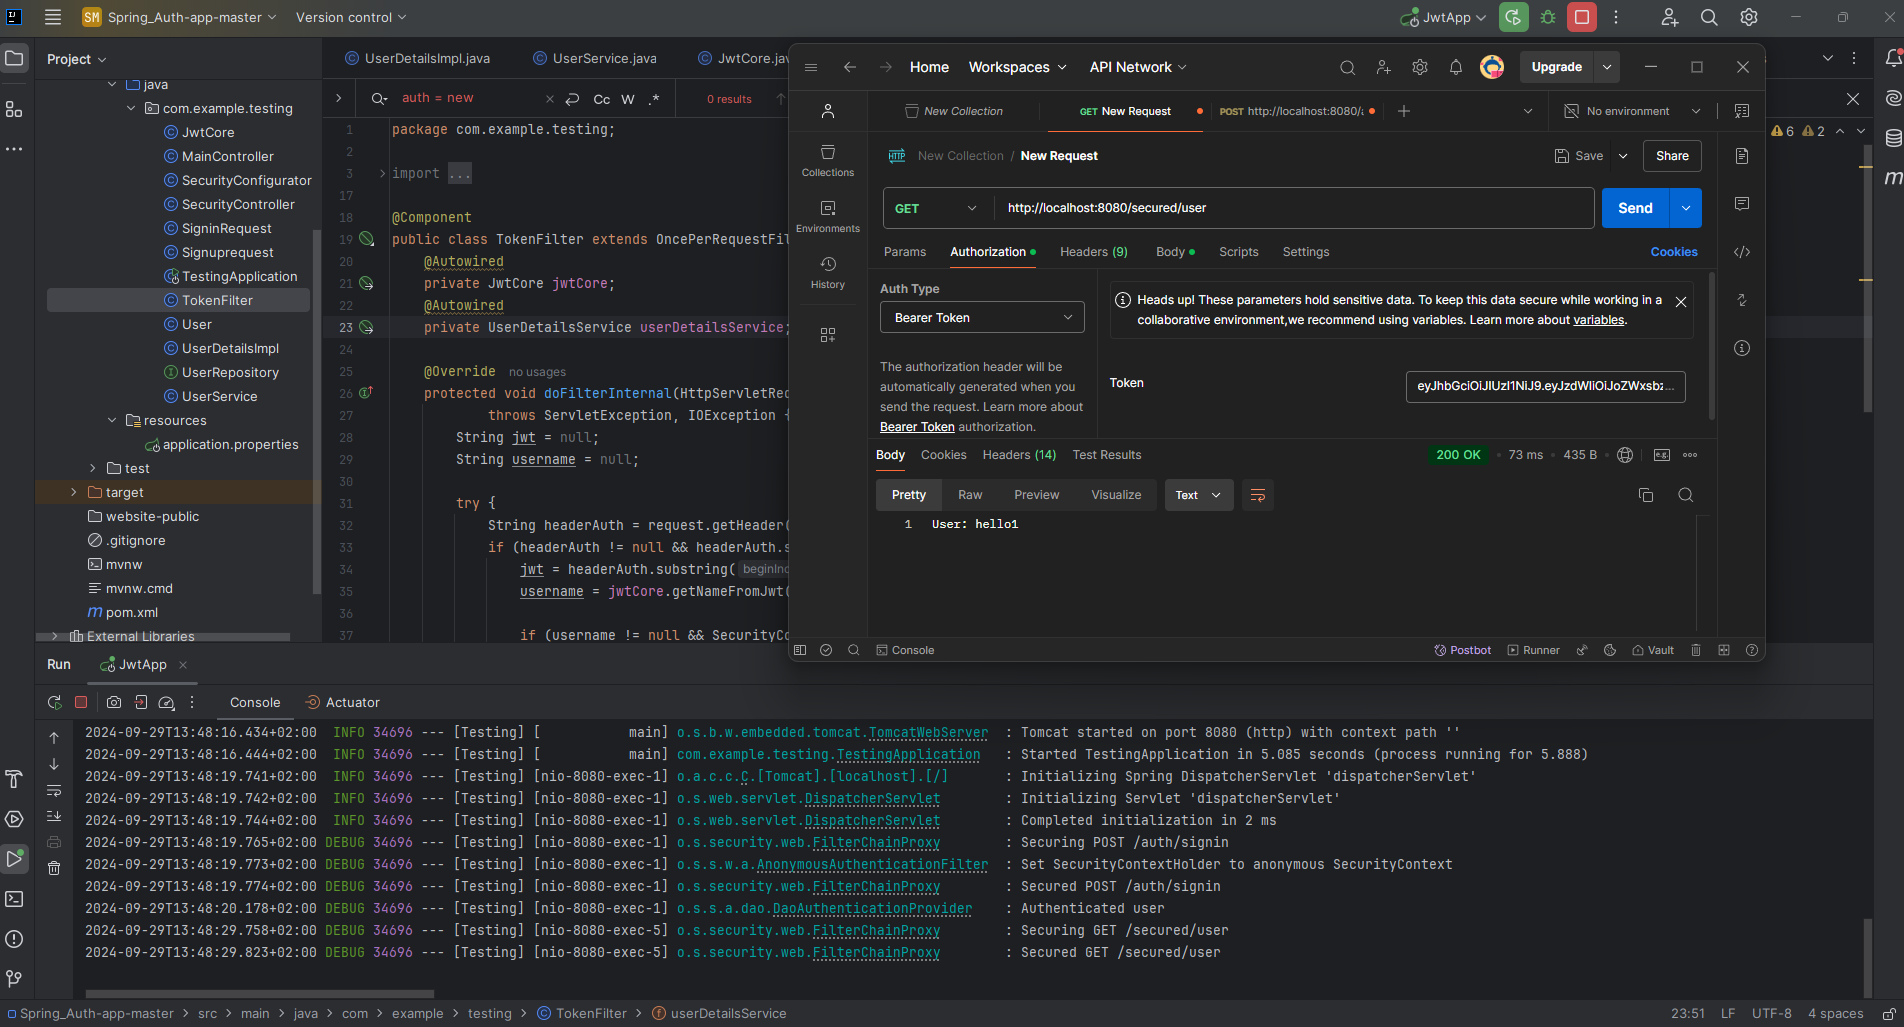 SM Spring_Auth-app-master Version control JwtApp
Project
java
com.example.testing
JwtCore
MainController
SecurityConfigurator
SecurityController
SigninRequest
Signuprequest
TestingApplication
TokenFilter
User
UserDetailsImpl
UserRepository
UserService
resources
application.properties
test
target
website-public
.gitignore
mvnw
mvnw.cmd
pom.xml
External Libraries
UserDetailsImpl.java UserService.java JwtCore.jav
auth = new Cc W .* 0 results
6 2
1 package com.example.testing;
2
3 import ...
17
18 @Component
19 public class TokenFilter extends OncePerRequestFil
20 @Autowired
21 private JwtCore jwtCore;
22 @Autowired
23 private UserDetailsService userDetailsService;
24
25 @Override no usages
26 protected void doFilterInternal(HttpServletReq
27 throws ServletException, IOException {
28 String jwt = null;
29 String username = null;
30
31 try {
32 String headerAuth = request.getHeader(
33 if (headerAuth != null && headerAuth.s
34 jwt = headerAuth.substring( beginInd
35 username = jwtCore.getNameFromJwt(
36
37 if (username != null && SecurityCo
Home Workspaces API Network Upgrade
New Collection GET New Request POST http://localhost:8080/a No environment
HTTP New Collection / New Request Save Share
Collections
Environments
History
GET http://localhost:8080/secured/user Send
Params Authorization Headers (9) Body Scripts Settings Cookies
Auth Type
Bearer Token
The authorization header will be
automatically generated when you
send the request. Learn more about
Bearer Token authorization.
Heads up! These parameters hold sensitive data. To keep this data secure while working in a
collaborative environment,we recommend using variables. Learn more about variables.
Token eyJhbGciOiJIUzI1NiJ9.eyJzdWIiOiJoZWxsbz...
Body Cookies Headers (14) Test Results 200 OK • 73 ms • 435 B • e.g.
Pretty Raw Preview Visualize Text
1 User: hello1
Console Postbot Runner Vault
Run JwtApp
Console Actuator
2024-09-29T13:48:16.434+02:00 INFO 34696 --- [Testing] [ main] o.s.b.w.embedded.tomcat.TomcatWebServer : Tomcat started on port 8080 (http) with context path ''
2024-09-29T13:48:16.444+02:00 INFO 34696 --- [Testing] [ main] com.example.testing.TestingApplication : Started TestingApplication in 5.085 seconds (process running for 5.888)
2024-09-29T13:48:19.741+02:00 INFO 34696 --- [Testing] [nio-8080-exec-1] o.a.c.c.C.[Tomcat].[localhost].[/] : Initializing Spring DispatcherServlet 'dispatcherServlet'
2024-09-29T13:48:19.742+02:00 INFO 34696 --- [Testing] [nio-8080-exec-1] o.s.web.servlet.DispatcherServlet : Initializing Servlet 'dispatcherServlet'
2024-09-29T13:48:19.744+02:00 INFO 34696 --- [Testing] [nio-8080-exec-1] o.s.web.servlet.DispatcherServlet : Completed initialization in 2 ms
2024-09-29T13:48:19.765+02:00 DEBUG 34696 --- [Testing] [nio-8080-exec-1] o.s.security.web.FilterChainProxy : Securing POST /auth/signin
2024-09-29T13:48:19.773+02:00 DEBUG 34696 --- [Testing] [nio-8080-exec-1] o.s.s.w.a.AnonymousAuthenticationFilter : Set SecurityContextHolder to anonymous SecurityContext
2024-09-29T13:48:19.774+02:00 DEBUG 34696 --- [Testing] [nio-8080-exec-1] o.s.security.web.FilterChainProxy : Secured POST /auth/signin
2024-09-29T13:48:20.178+02:00 DEBUG 34696 --- [Testing] [nio-8080-exec-1] o.s.s.a.dao.DaoAuthenticationProvider : Authenticated user
2024-09-29T13:48:29.758+02:00 DEBUG 34696 --- [Testing] [nio-8080-exec-5] o.s.security.web.FilterChainProxy : Securing GET /secured/user
2024-09-29T13:48:29.823+02:00 DEBUG 34696 --- [Testing] [nio-8080-exec-5] o.s.security.web.FilterChainProxy : Secured GET /secured/user
Spring_Auth-app-master > src > main > java > com > example > testing > TokenFilter > userDetailsService 23:51 LF UTF-8 4 spaces